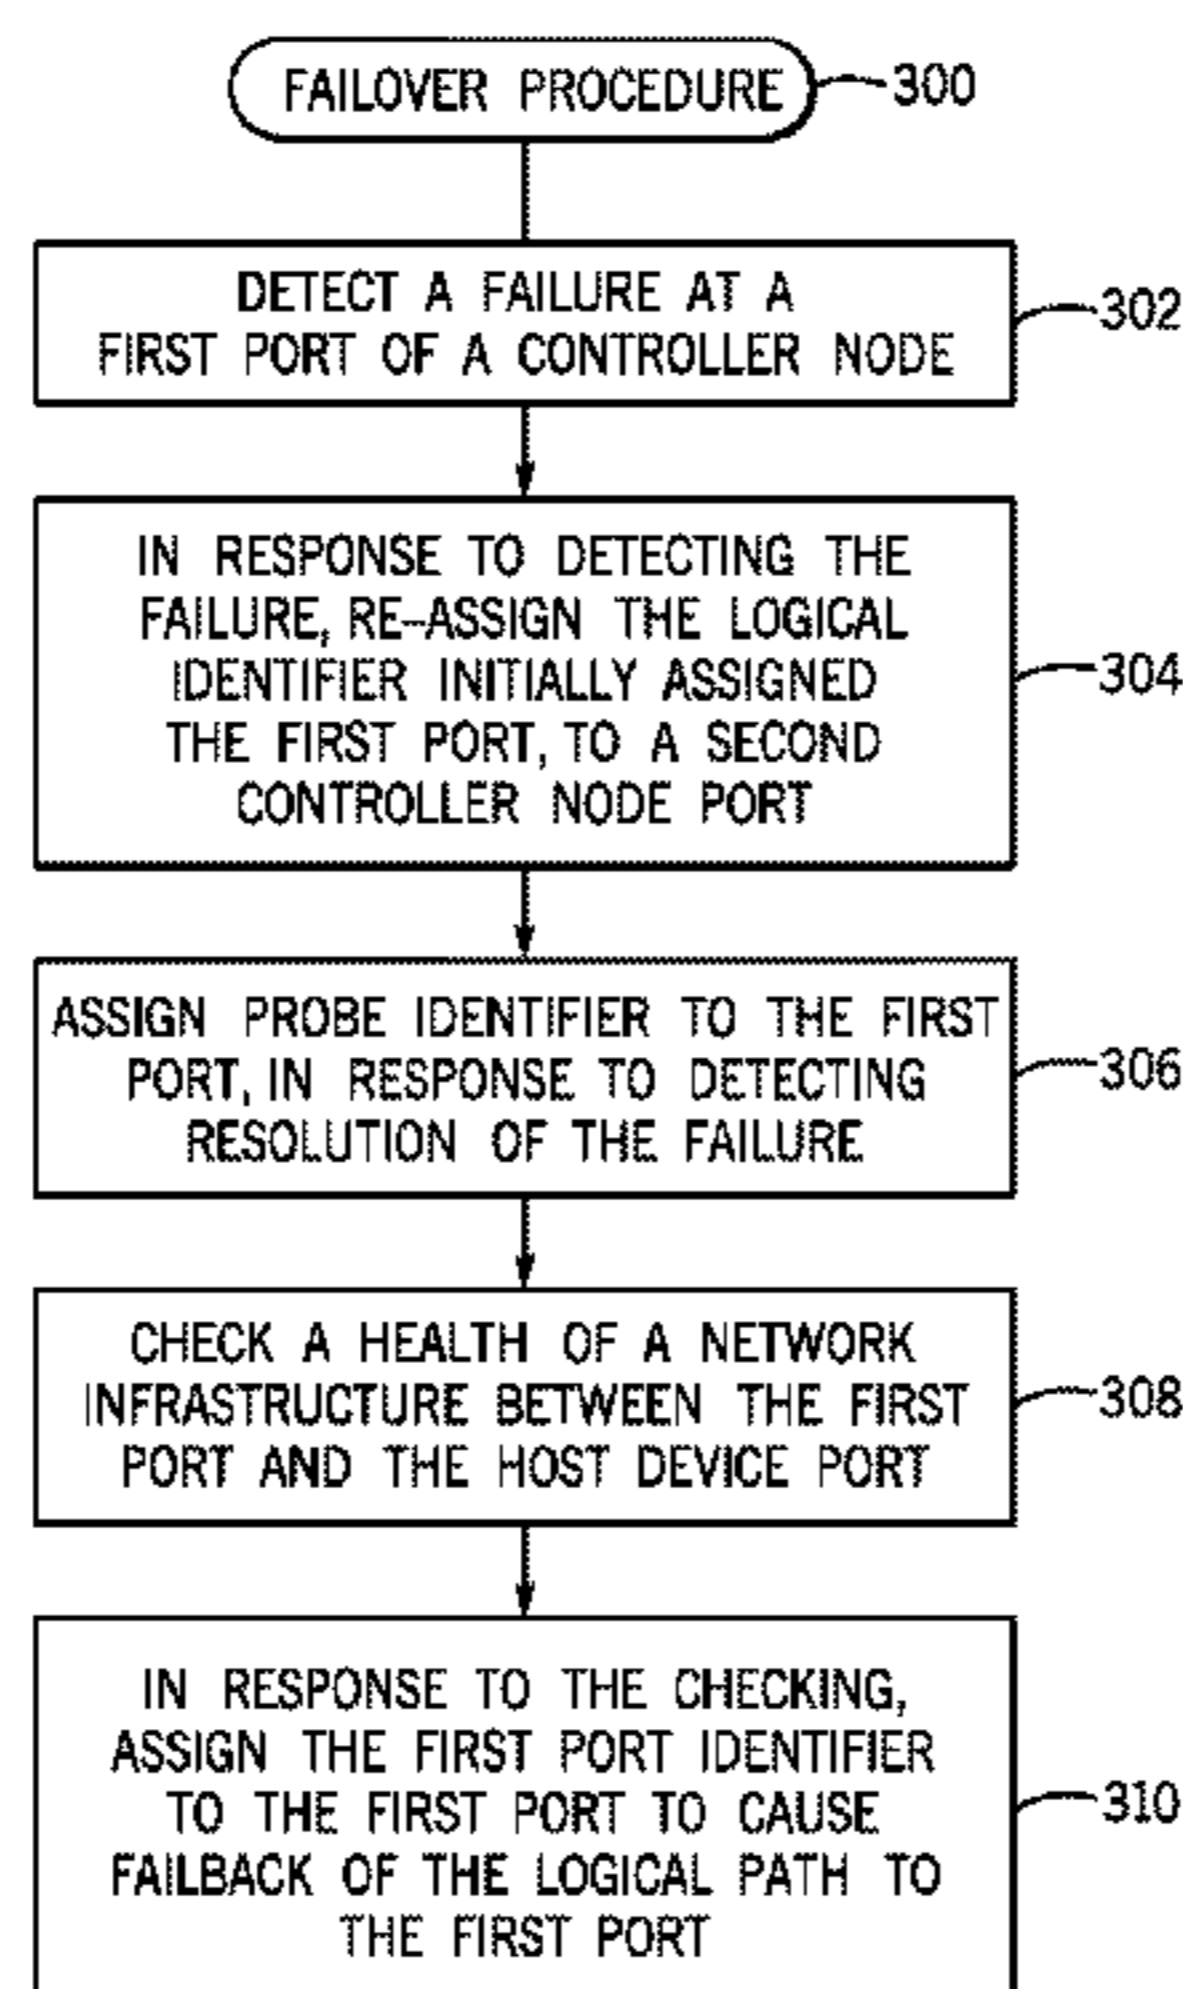 FAILOVER PROCEDURE
300
DETECT A FAILURE AT A
FIRST PORT OF A CONTROLLER NODE
302
IN RESPONSE TO DETECTING THE
FAILURE, RE-ASSIGN THE LOGICAL
IDENTIFIER INITIALLY ASSIGNED
THE FIRST PORT, TO A SECOND
CONTROLLER NODE PORT
304
ASSIGN PROBE IDENTIFIER TO THE FIRST
PORT, IN RESPONSE TO DETECTING
RESOLUTION OF THE FAILURE
306
CHECK A HEALTH OF A NETWORK
INFRASTRUCTURE BETWEEN THE FIRST
PORT AND THE HOST DEVICE PORT
308
IN RESPONSE TO THE CHECKING,
ASSIGN THE FIRST PORT IDENTIFIER
TO THE FIRST PORT TO CAUSE
FAILBACK OF THE LOGICAL PATH TO
THE FIRST PORT
310